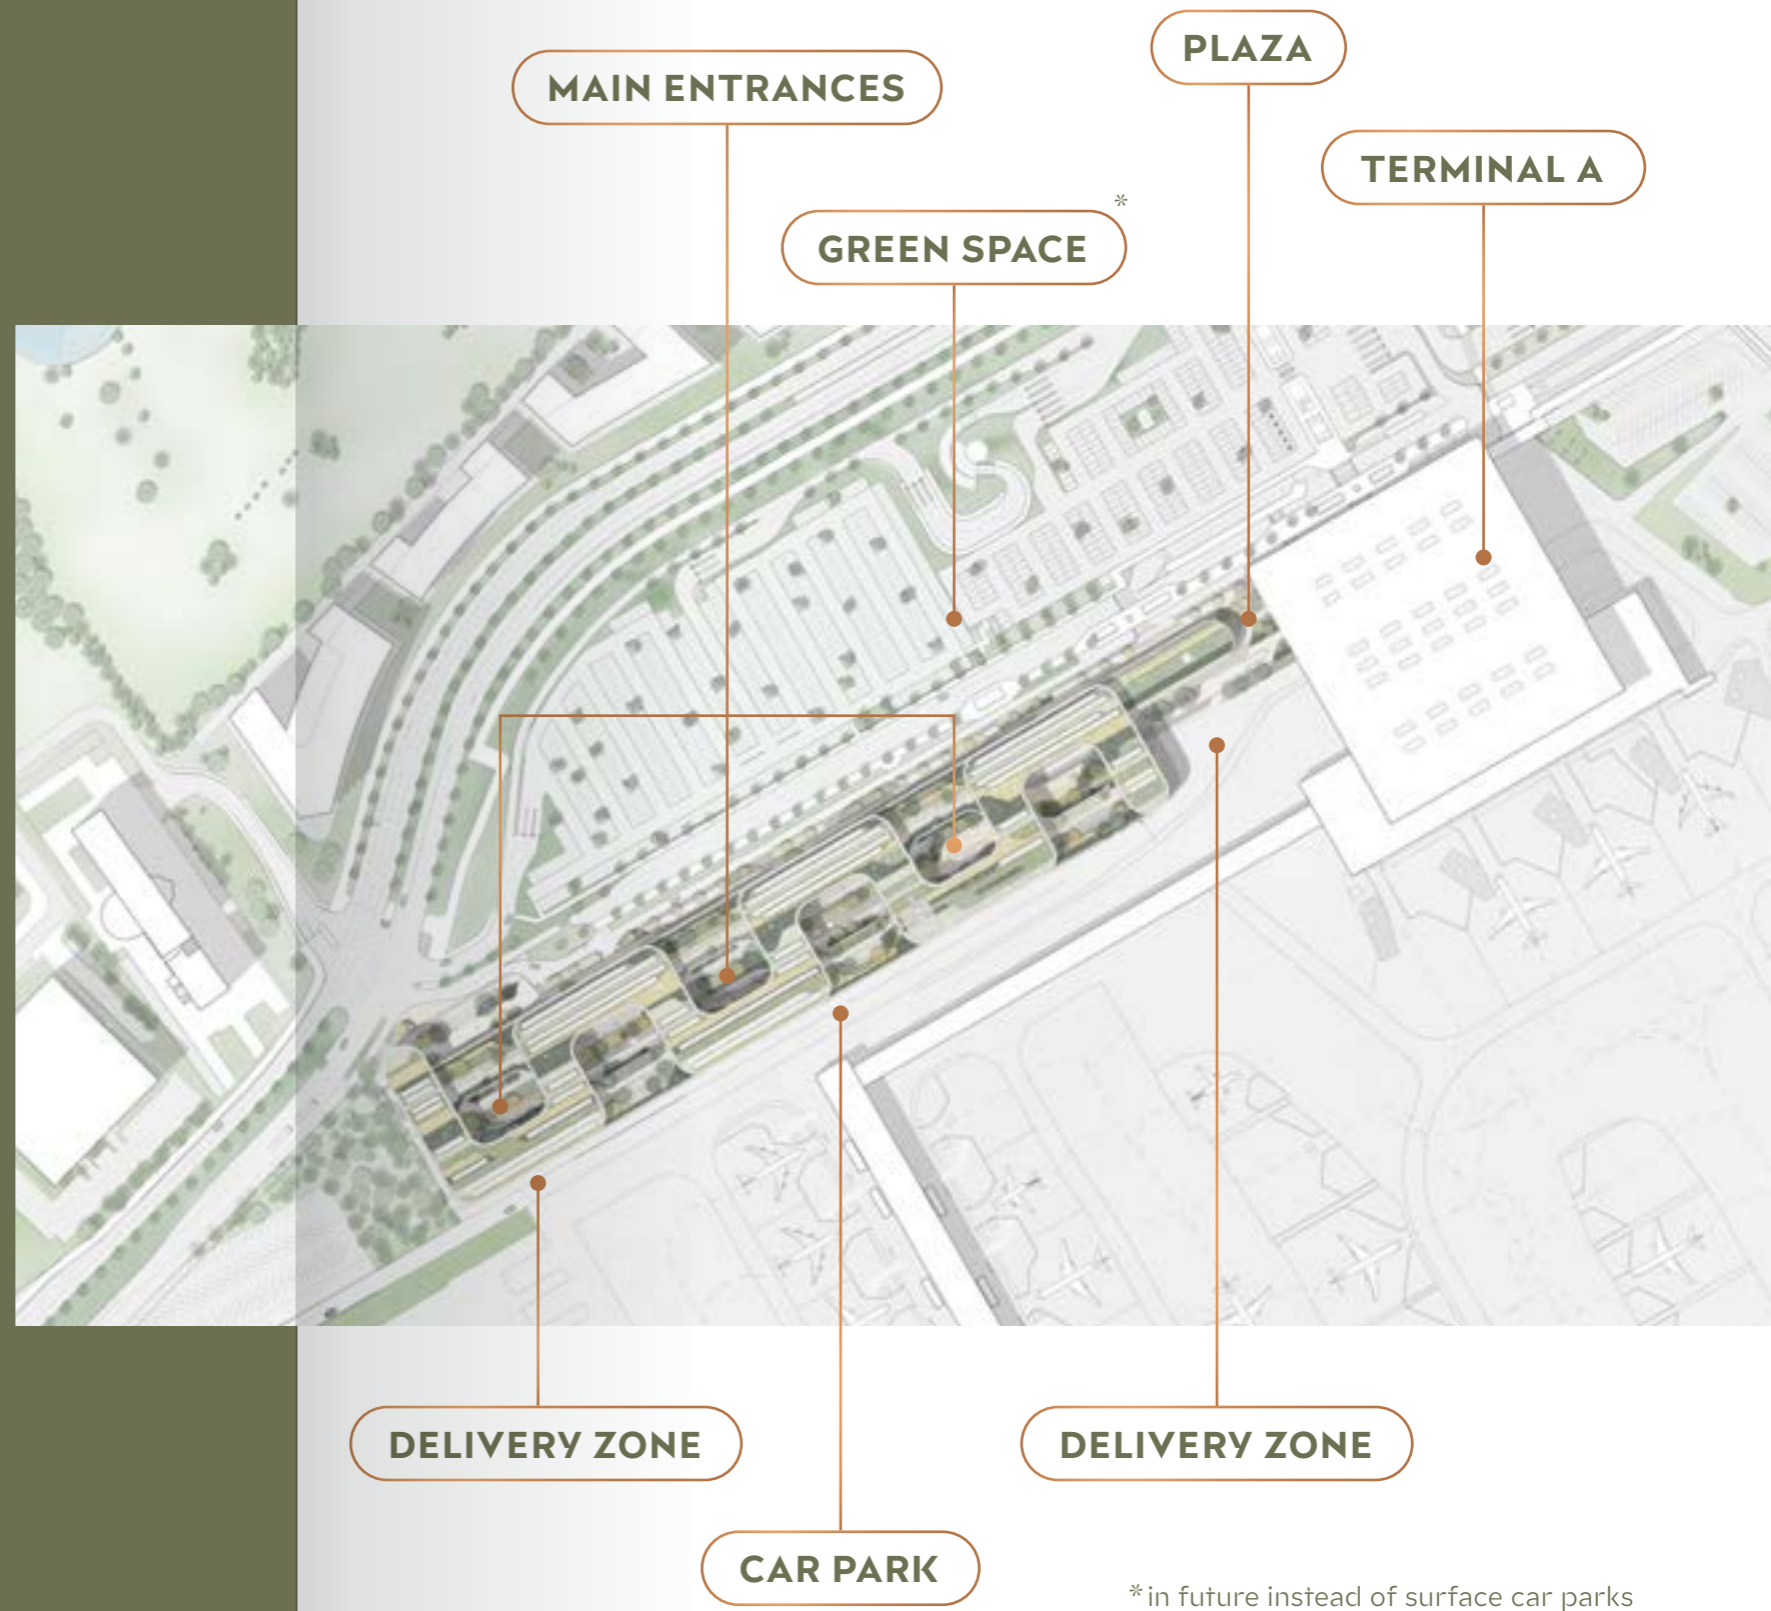 PLAZA
MAIN ENTRANCES
TERMINAL A
*
GREEN SPACE
DELIVERY ZONE
DELIVERY ZONE
CAR PARK
* in future instead of surface car parks